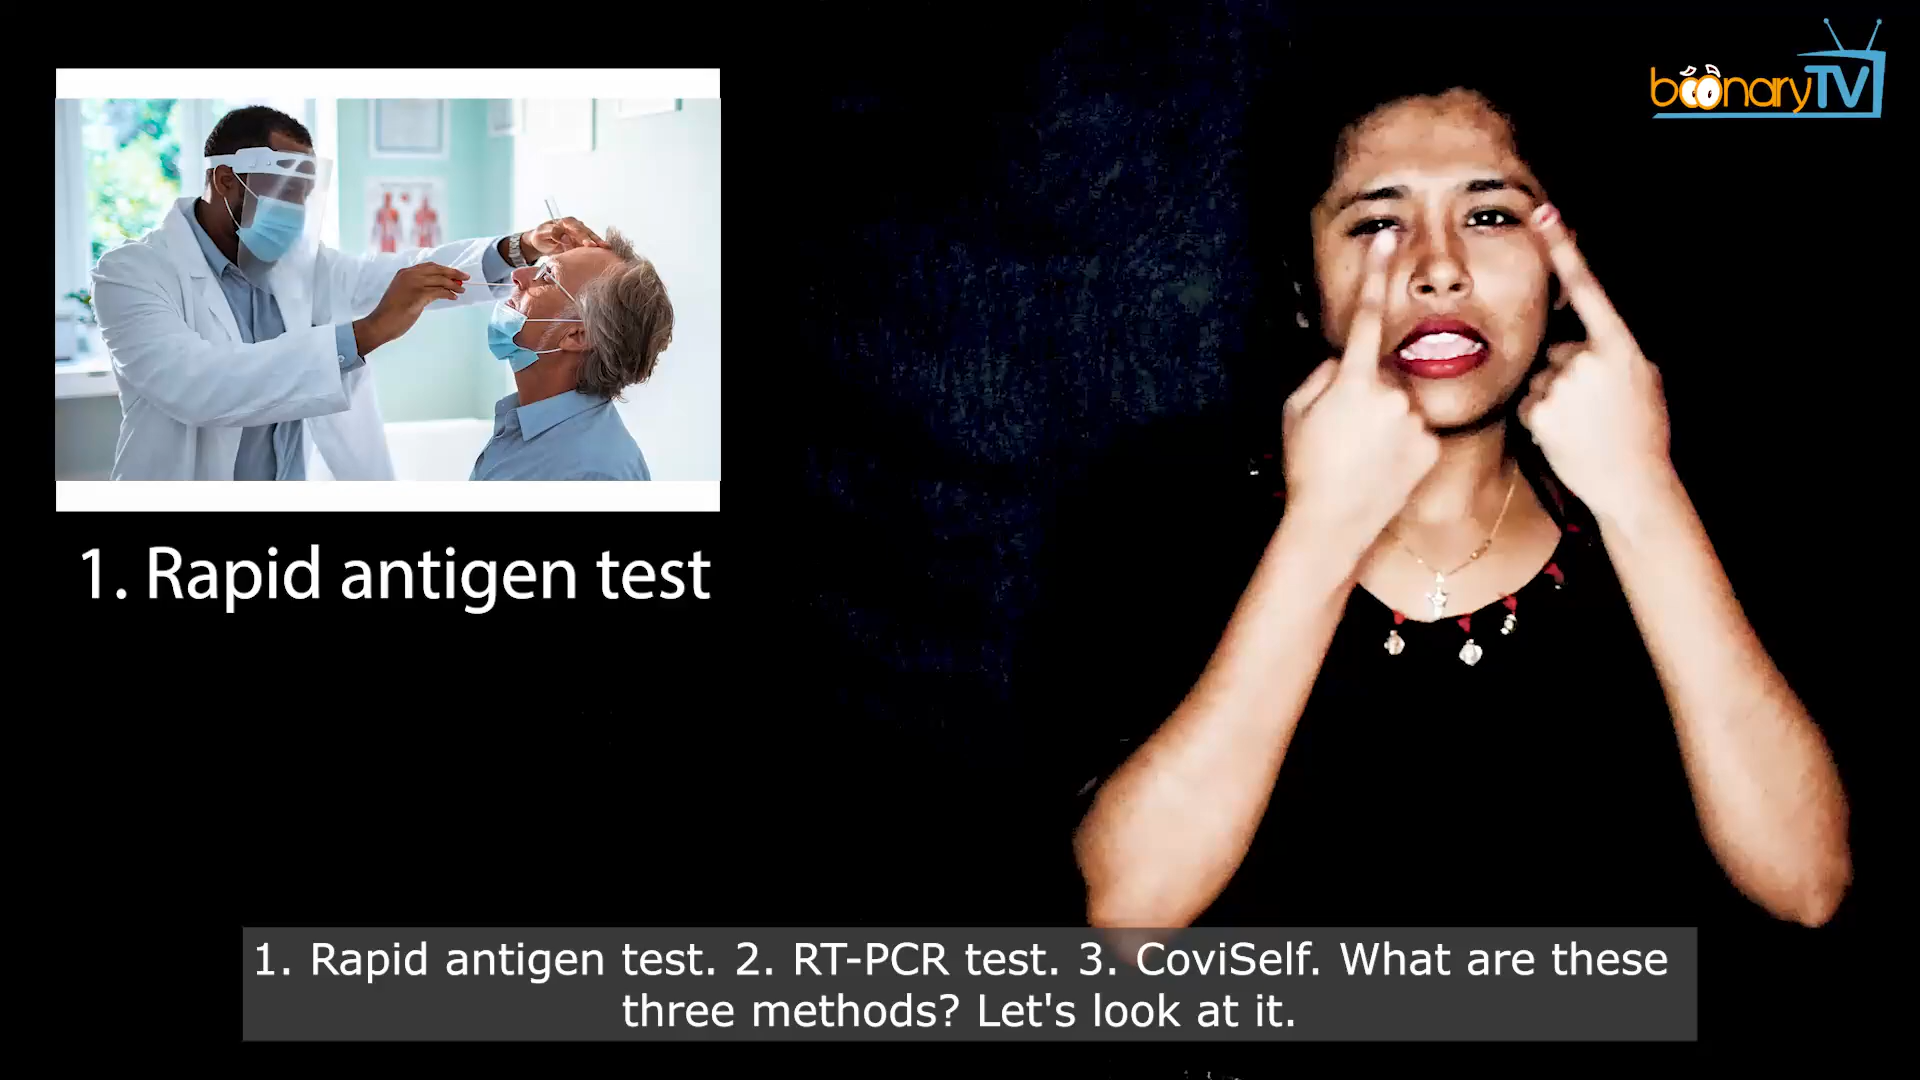 boonaryTV
1. Rapid antigen test
1. Rapid antigen test. 2. RT-PCR test. 3. CoviSelf. What are these
three methods? Let's look at it.